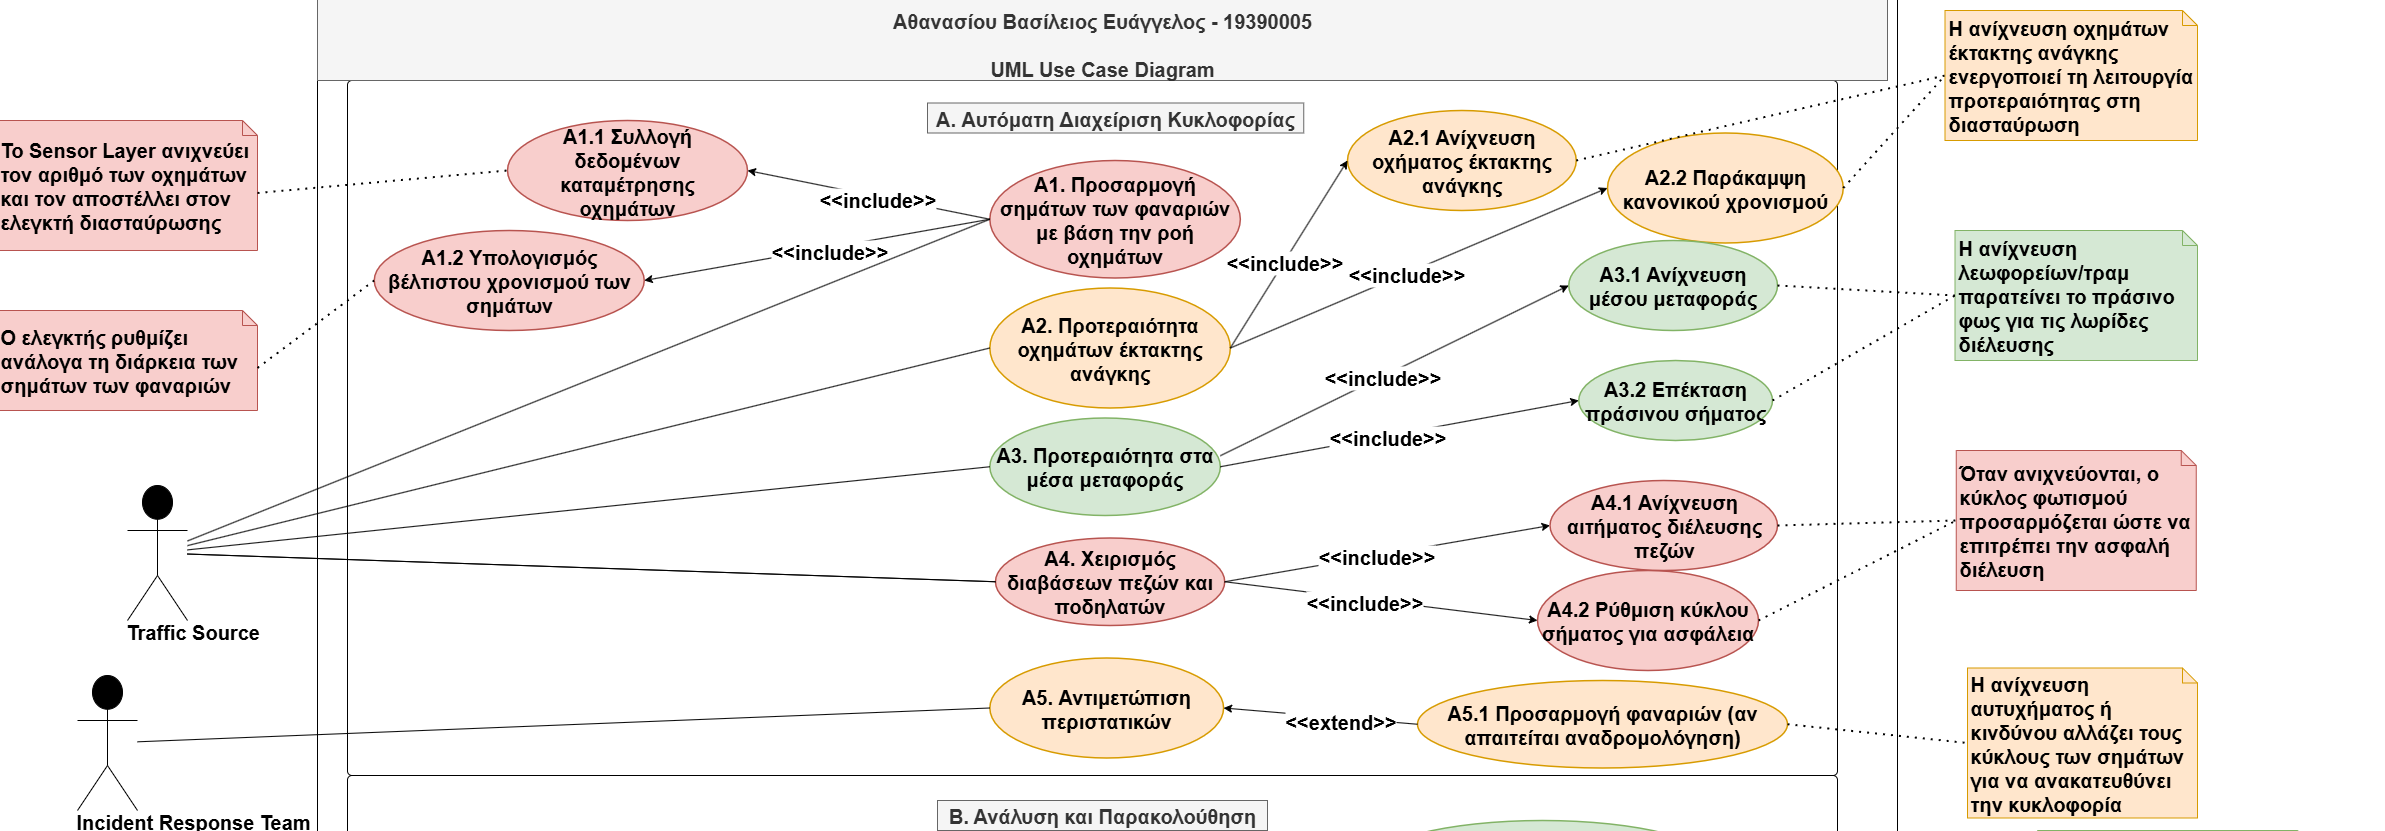 Αθανασίου Βασίλειος Ευάγγελος - 19390005
UML Use Case Diagram
Α. Αυτόματη Διαχείριση Κυκλοφορίας
Το Sensor Layer ανιχνεύει
τον αριθμό των οχημάτων
και τον αποστέλλει στον
ελεγκτή διασταύρωσης
Ο ελεγκτής ρυθμίζει
ανάλογα τη διάρκεια των
σημάτων των φαναριών
Traffic Source
Incident Response Team
A1.1 Συλλογή
δεδομένων
καταμέτρησης
οχημάτων
<<include>>
A1.2 Υπολογισμός
βέλτιστου χρονισμού των
σημάτων
<<include>>
A1. Προσαρμογή
σημάτων των φαναριών
με βάση την ροή
οχημάτων
A2. Προτεραιότητα
οχημάτων έκτακτης
ανάγκης
A3. Προτεραιότητα στα
μέσα μεταφοράς
A4. Χειρισμός
διαβάσεων πεζών και
ποδηλατών
A5. Αντιμετώπιση
περιστατικών
<<include>>
<<include>>
<<include>>
<<include>>
<<include>>
<<include>>
<<extend>>
A2.1 Ανίχνευση
οχήματος έκτακτης
ανάγκης
A2.2 Παράκαμψη
κανονικού χρονισμού
A3.1 Ανίχνευση
μέσου μεταφοράς
A3.2 Επέκταση
πράσινου σήματος
A4.1 Ανίχνευση
αιτήματος διέλευσης
πεζών
A4.2 Ρύθμιση κύκλου
σήματος για ασφάλεια
A5.1 Προσαρμογή φαναριών (αν
απαιτείται αναδρομολόγηση)
Η ανίχνευση οχημάτων
έκτακτης ανάγκης
ενεργοποιεί τη λειτουργία
προτεραιότητας στη
διασταύρωση
Η ανίχνευση
λεωφορείων/τραμ
παρατείνει το πράσινο
φως για τις λωρίδες
διέλευσης
Όταν ανιχνεύονται, ο
κύκλος φωτισμού
προσαρμόζεται ώστε να
επιτρέπει την ασφαλή
διέλευση
Η ανίχνευση
αυτυχήματος ή
κινδύνου αλλάζει τους
κύκλους των σημάτων
για να ανακατευθύνει
την κυκλοφορία
Β. Ανάλυση και Παρακολούθηση